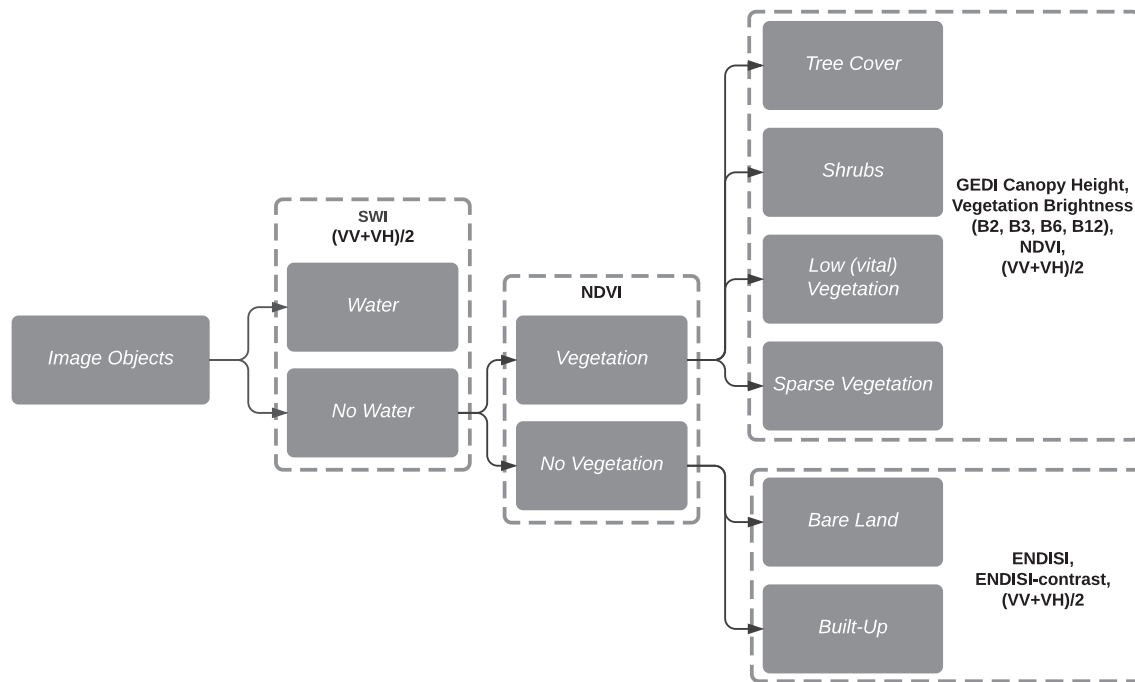 Image Objects
SWI
(VV+VH)/2
Water
No Water
NDVI
Vegetation
No Vegetation
Tree Cover
Shrubs
Low (vital)
Vegetation
Sparse Vegetation
GEDI Canopy Height,
Vegetation Brightness
(B2, B3, B6, B12),
NDVI,
(VV+VH)/2
Bare Land
Built-Up
ENDISI,
ENDISI-contrast,
(VV+VH)/2